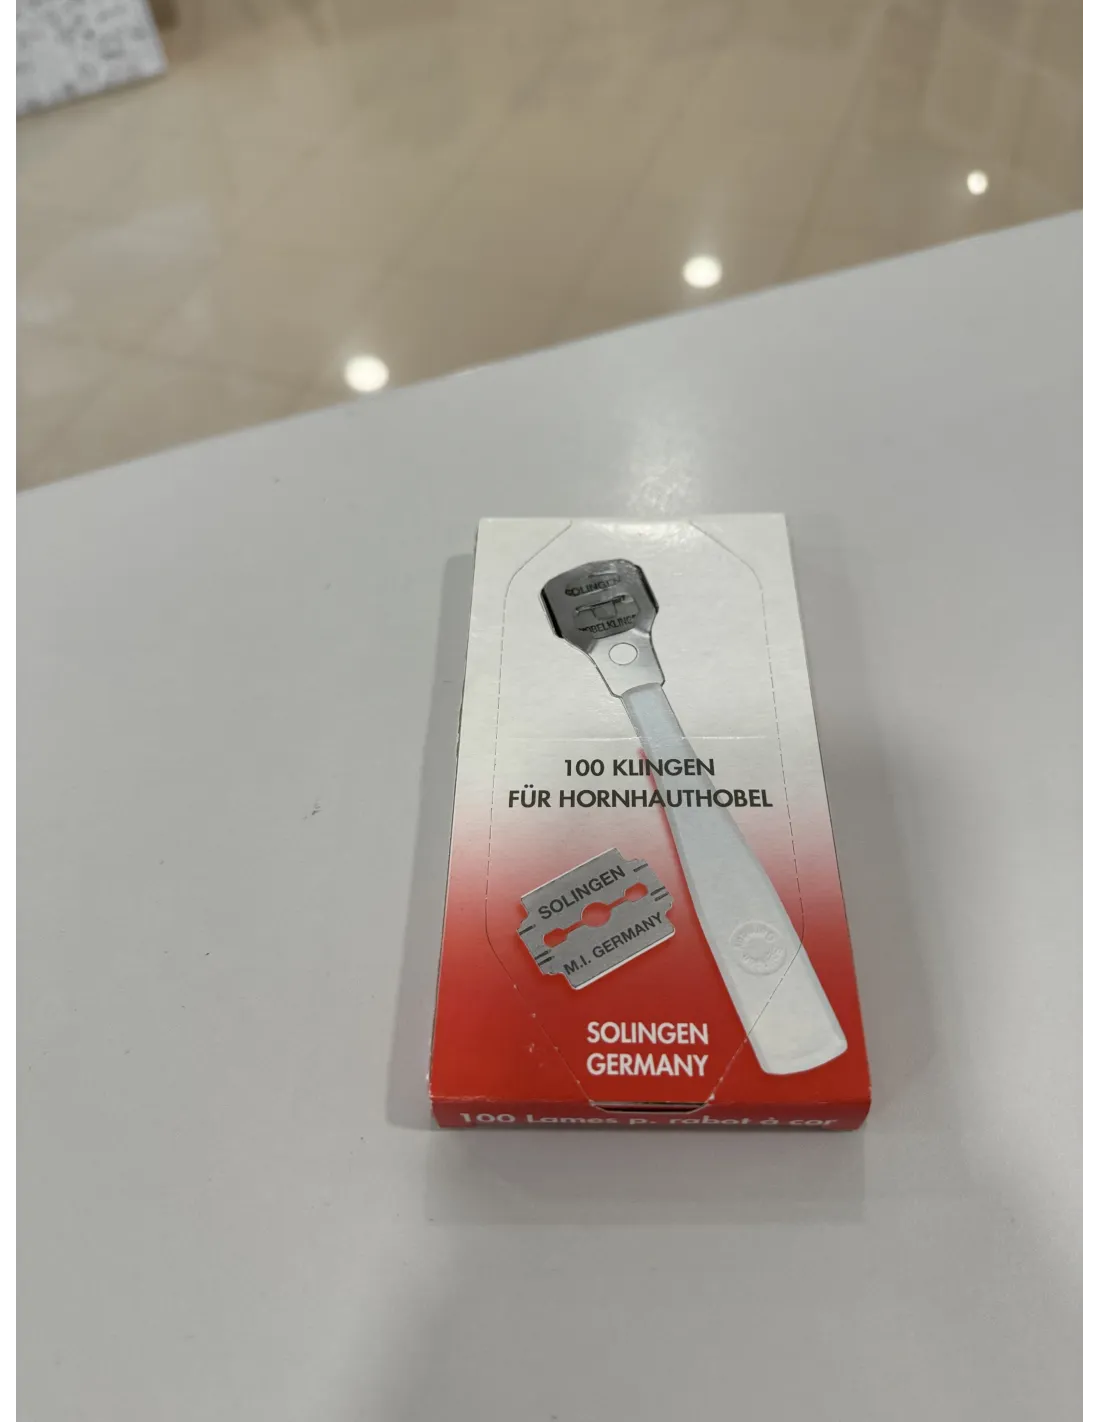 SOLINGEN
100 KLINGEN
FÜR HORNHAUTHOBEL
SOLINGEN
M.I. GERMANY
SOLINGEN
GERMANY
100 Lames p. rabot à cor